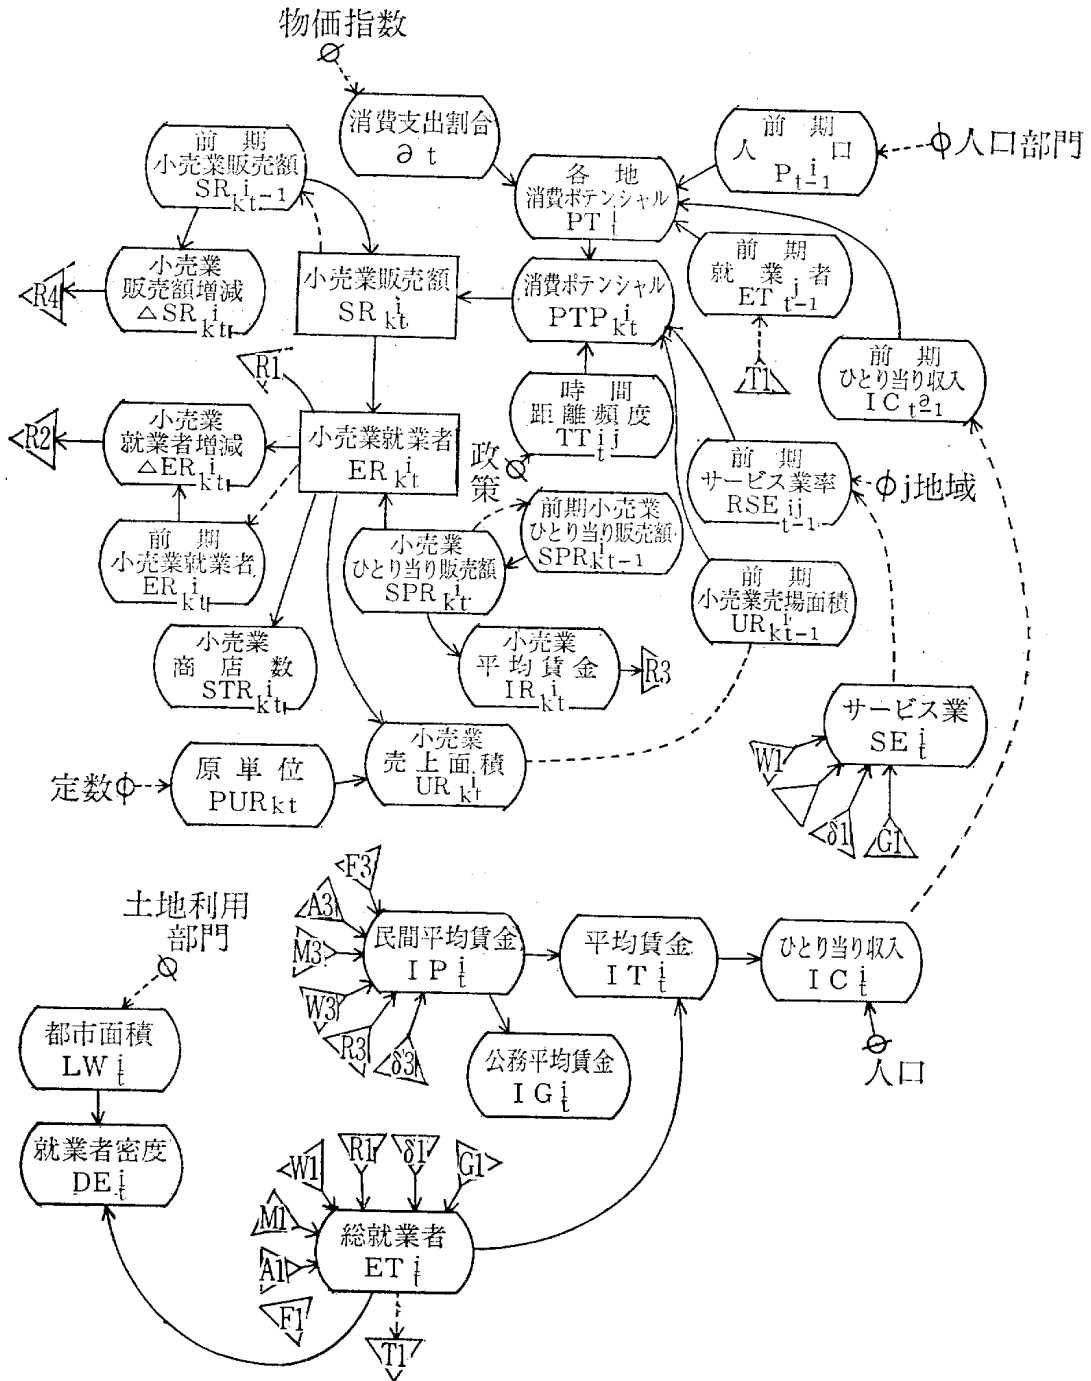 物価指数
消費支出割合
∂ t
前 期
小売業販売額
SR i kt-1
前 期
人 口
P i t-1
人口部門
各 地
消費ポテンシャル
PT i t
小売業
販売額増減
△SR i kt
R4
小売業販売額
SR i kt
消費ポテンシャル
PTP i kt
前 期
就 業 者
ET j t-1
T1
前 期
ひとり当り収入
IC ∂ t-1
R1
小売業
就業者増減
△ER i kt
R2
小売業就業者
ER i kt
時 間
距離頻度
TT ij t
政
策
前 期
サービス業率
RSE ij t-1
j地域
前 期
小売業就業者
ER i kt
小売業
ひとり当り販売額
SPR i kt
前期小売業
ひとり当り販売額
SPR i kt-1
前 期
小売業売場面積
UR i kt-1
小売業
商 店 数
STR i kt
小売業
平均賃金
IR i kt
R3
サービス業
SE i t
W1
δ1
G1
定数
原 単 位
PUR kt
小売業
売上面積
UR i kt
土地利用
部門
F3
A3
M3
W3
R3
δ3
民間平均賃金
IP i t
平均賃金
IT i t
ひとり当り収入
IC i t
人口
公務平均賃金
IG i t
都市面積
LW i t
就業者密度
DE i t
W1
R1
δ1
G1
M1
A1
F1
総就業者
ET i t
T1